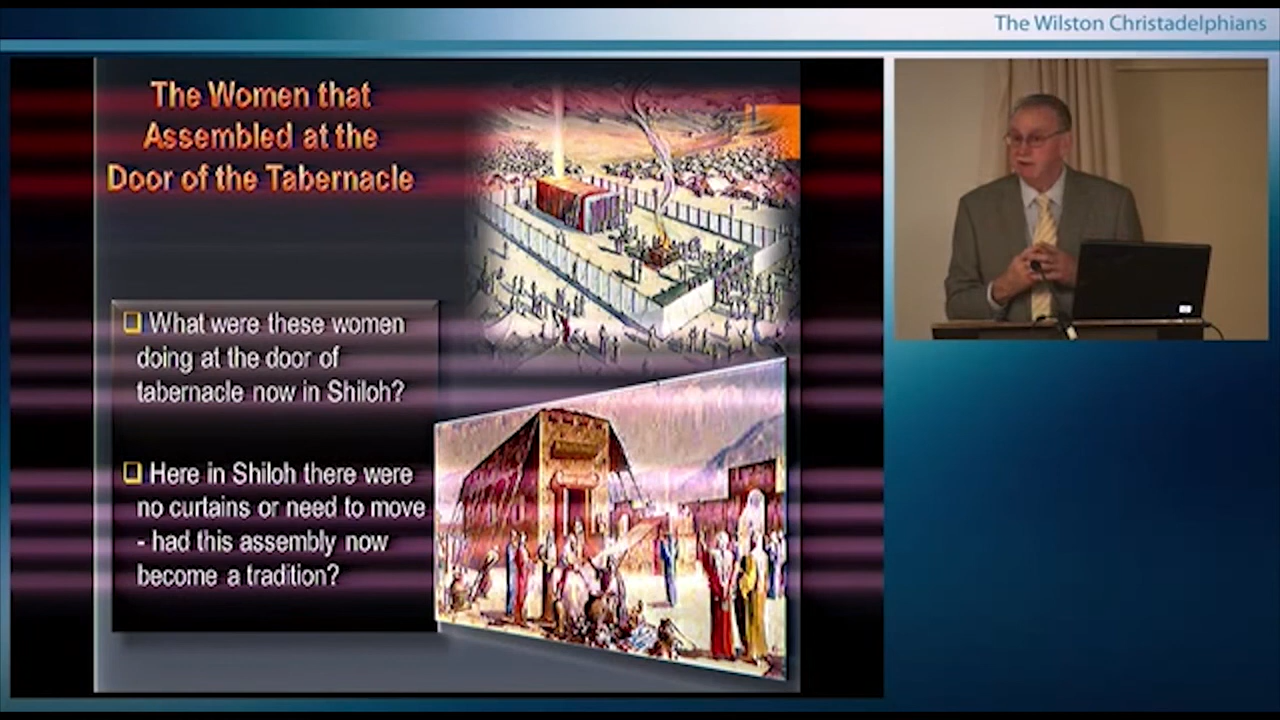 The Wilston Christadelphians
The Women that
Assembled at the
Door of the Tabernacle
What were these women
doing at the door of
tabernacle now in Shiloh?
Here in Shiloh there were
no curtains or need to move
- had this assembly now
become a tradition?